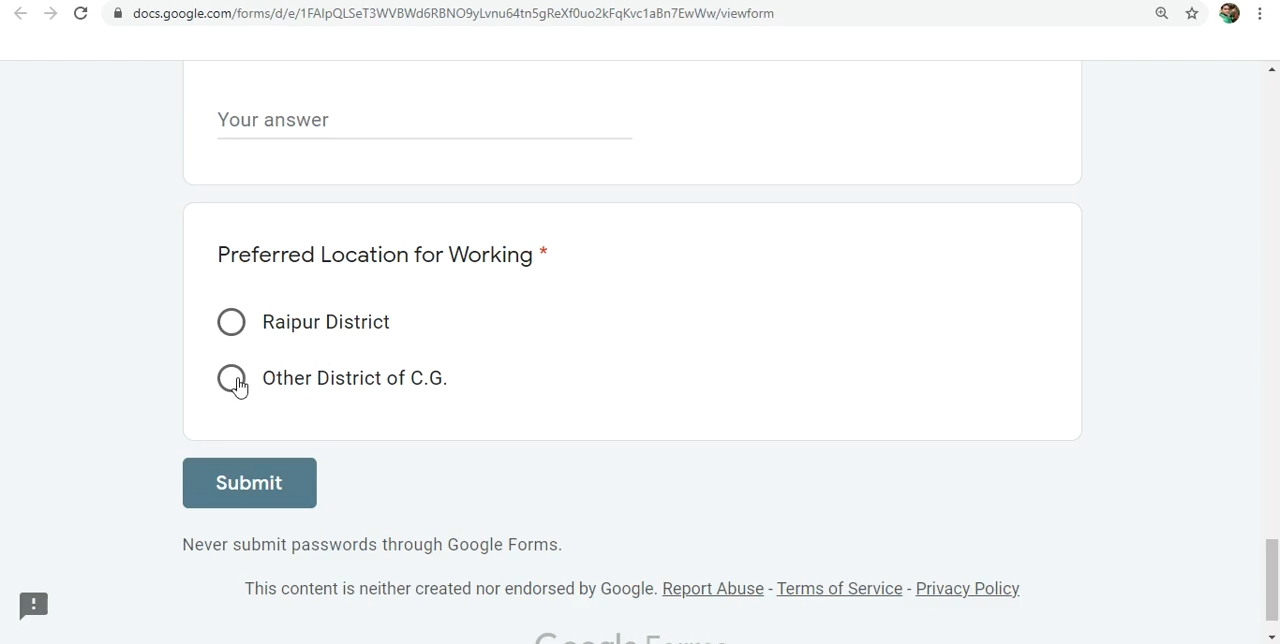 docs.google.com/forms/d/e/1FAIpQLSeT3WVBWd6RBNO9yLvnu64tn5gReXf0uo2kFqKvc1aBn7EwWw/viewform
Your answer
Preferred Location for Working *
Raipur District
Other District of C.G.
Submit
Never submit passwords through Google Forms.
This content is neither created nor endorsed by Google. Report Abuse - Terms of Service - Privacy Policy
Google Forms